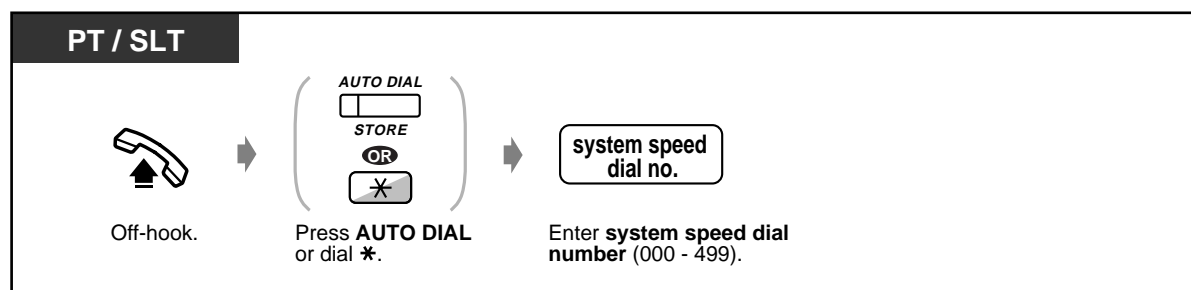 PT / SLT
AUTO DIAL
STORE
OR
✱
system speed
dial no.
Off-hook.
Press AUTO DIAL
or dial ✱.
Enter system speed dial
number (000 - 499).